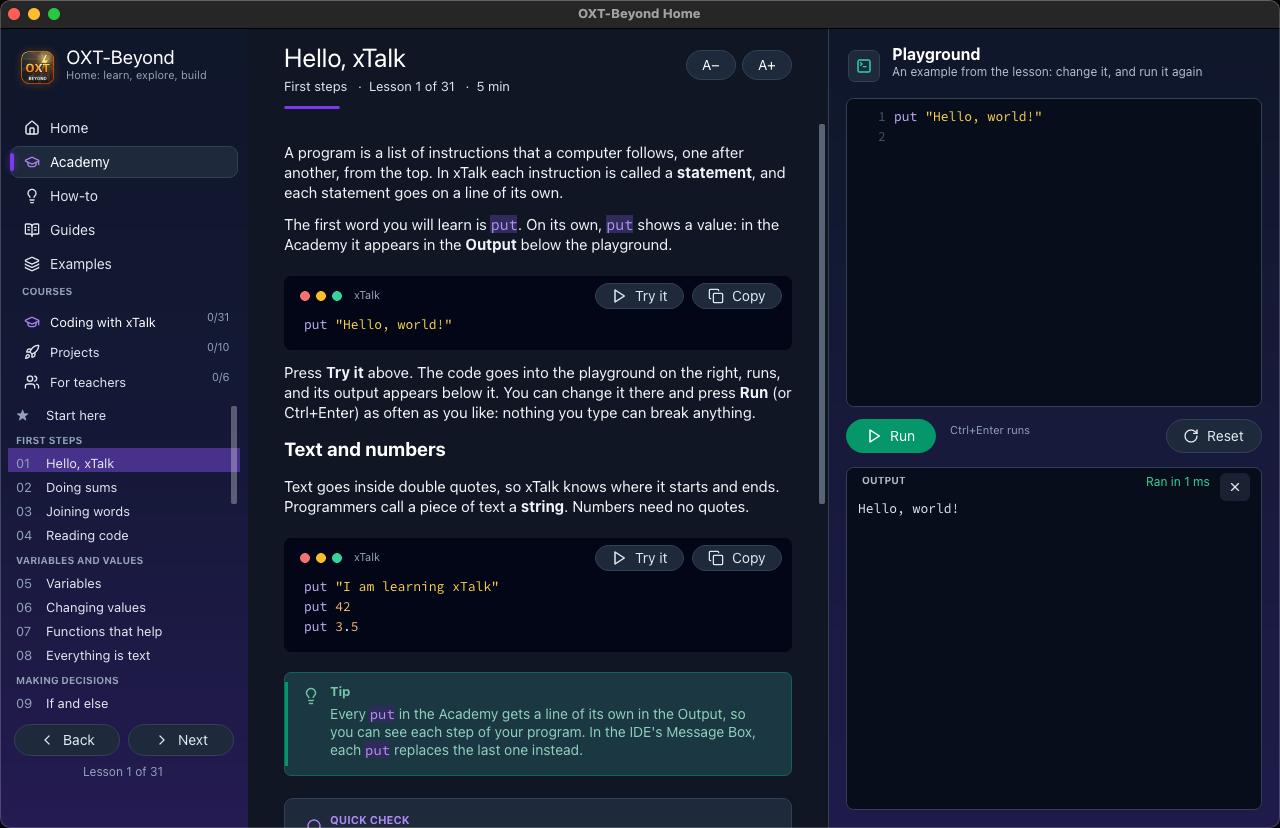 OXT-Beyond Home
OXT
BEYOND
OXT-Beyond
Home: learn, explore, build
Home
Academy
How-to
Guides
Examples
COURSES
Coding with xTalk 0/31
Projects 0/10
For teachers 0/6
Start here
FIRST STEPS
01 Hello, xTalk
02 Doing sums
03 Joining words
04 Reading code
VARIABLES AND VALUES
05 Variables
06 Changing values
07 Functions that help
08 Everything is text
MAKING DECISIONS
09 If and else
Back Next
Lesson 1 of 31
Hello, xTalk
A− A+
First steps · Lesson 1 of 31 · 5 min
A program is a list of instructions that a computer follows, one after
another, from the top. In xTalk each instruction is called a statement, and
each statement goes on a line of its own.
The first word you will learn is put. On its own, put shows a value: in the
Academy it appears in the Output below the playground.
xTalk Try it Copy
put "Hello, world!"
Press Try it above. The code goes into the playground on the right, runs,
and its output appears below it. You can change it there and press Run (or
Ctrl+Enter) as often as you like: nothing you type can break anything.
Text and numbers
Text goes inside double quotes, so xTalk knows where it starts and ends.
Programmers call a piece of text a string. Numbers need no quotes.
xTalk Try it Copy
put "I am learning xTalk"
put 42
put 3.5
Tip
Every put in the Academy gets a line of its own in the Output, so
you can see each step of your program. In the IDE's Message Box,
each put replaces the last one instead.
QUICK CHECK
Playground
An example from the lesson: change it, and run it again
1 put "Hello, world!"
2
Run Ctrl+Enter runs Reset
OUTPUT Ran in 1 ms
Hello, world!